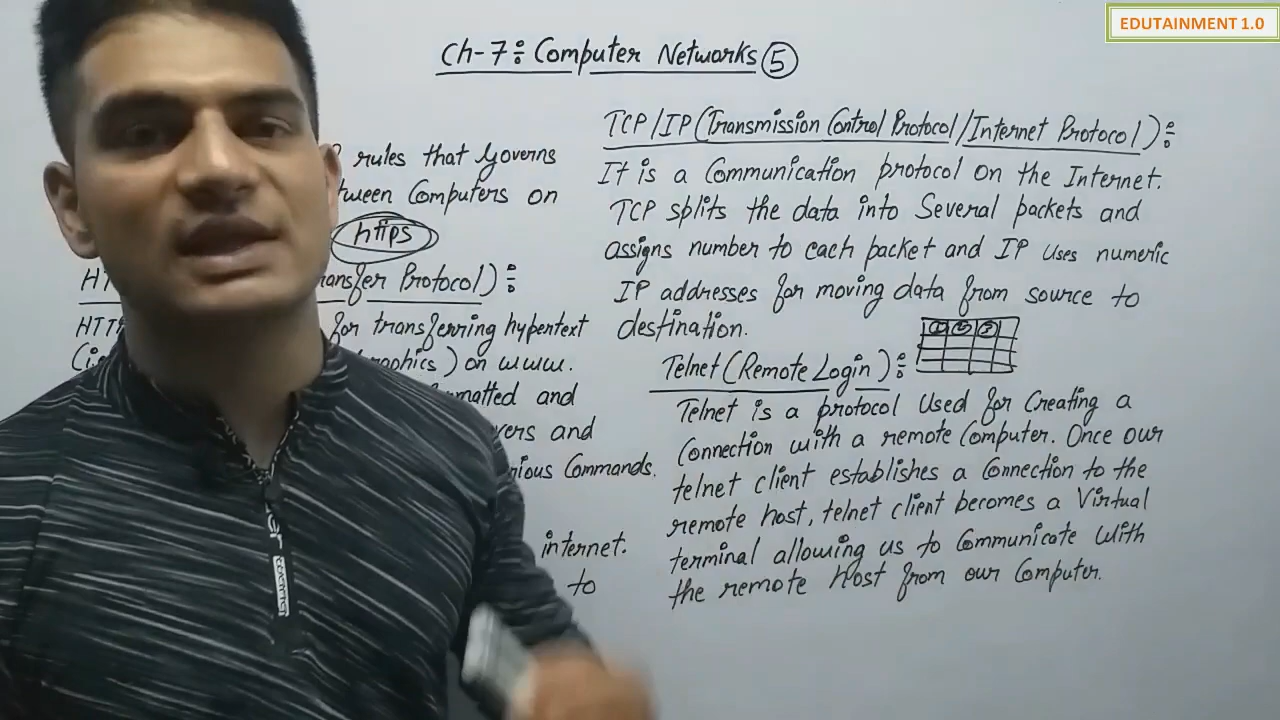 EDUTAINMENT 1.0
Ch-7: Computer Networks 5
rules that Governs
tween Computers on
https
HT ansfer Protocol):
HTT for transferring hypertext
aphics) on www.
matted and
vers and
rious Commands.
internet.
to
TCP/IP (Transmission Control Protocol/Internet Protocol):
It is a Communication protocol on the Internet.
TCP splits the data into Several packets and
assigns number to each packet and IP uses numeric
IP addresses for moving data from source to
destination.
1 2 3
Telnet (Remote Login):
Telnet is a protocol Used for Creating a
Connection with a remote Computer. Once our
telnet client establishes a Connection to the
remote host, telnet client becomes a Virtual
terminal allowing us to Communicate With
the remote Host from our Computer.